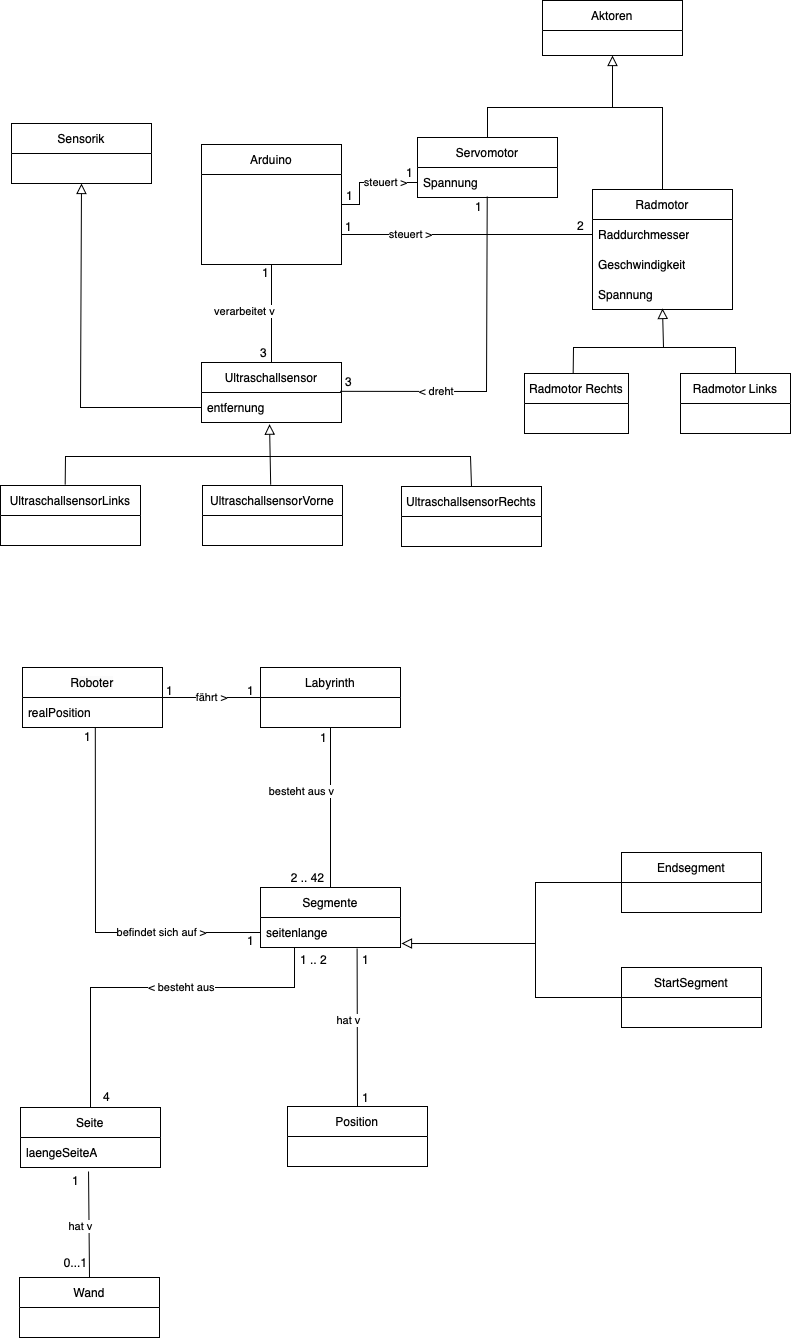 Aktoren
Sensorik
Arduino
Servomotor
Spannung
1
steuert >
1
Radmotor
Raddurchmesser
Geschwindigkeit
Spannung
1
steuert >
2
1
1
verarbeitet v
3
Ultraschallsensor
entfernung
3
< dreht
Radmotor Rechts
Radmotor Links
UltraschallsensorLinks
UltraschallsensorVorne
UltraschallsensorRechts
Roboter
realPosition
1
fährt >
1
Labyrinth
1
1
besteht aus v
2 .. 42
Segmente
seitenlange
befindet sich auf >
1
Endsegment
StartSegment
1 .. 2
1
< besteht aus
hat v
4
1
Seite
laengeSeiteA
Position
1
hat v
0...1
Wand